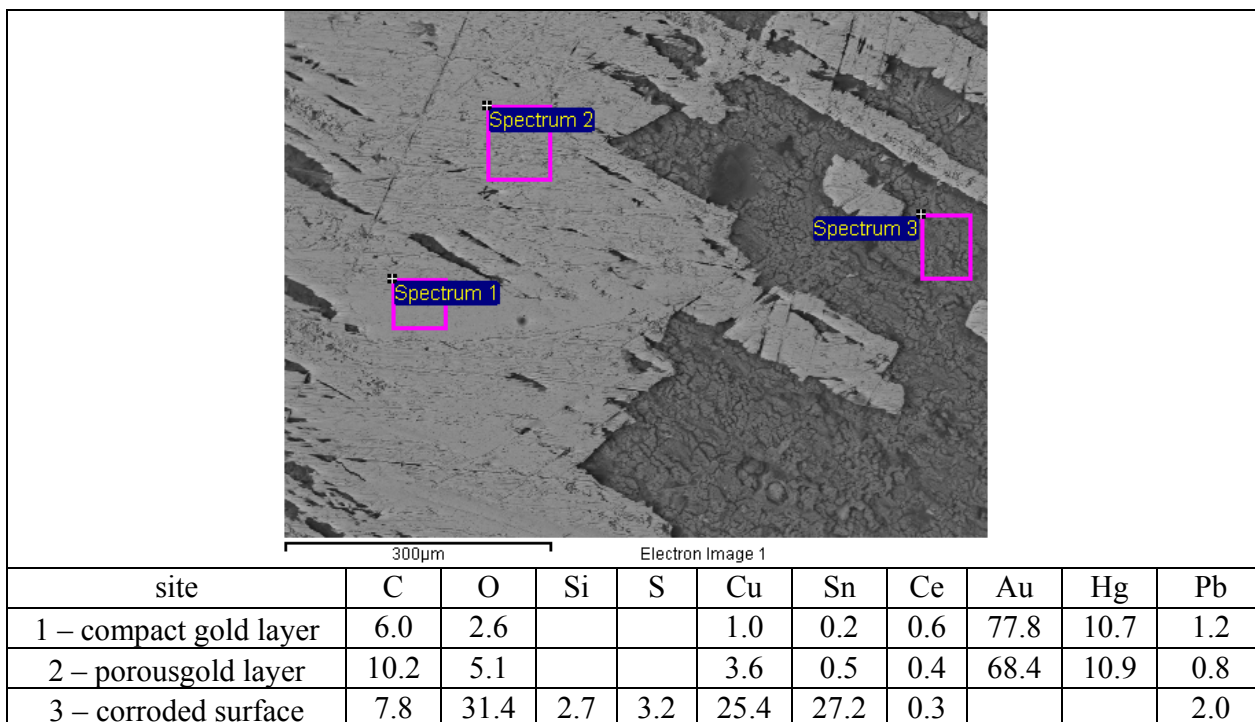 Spectrum 2
Spectrum 3
Spectrum 1
300µm Electron Image 1
site C O Si S Cu Sn Ce Au Hg Pb
1 – compact gold layer 6.0 2.6 1.0 0.2 0.6 77.8 10.7 1.2
2 – porousgold layer 10.2 5.1 3.6 0.5 0.4 68.4 10.9 0.8
3 – corroded surface 7.8 31.4 2.7 3.2 25.4 27.2 0.3 2.0